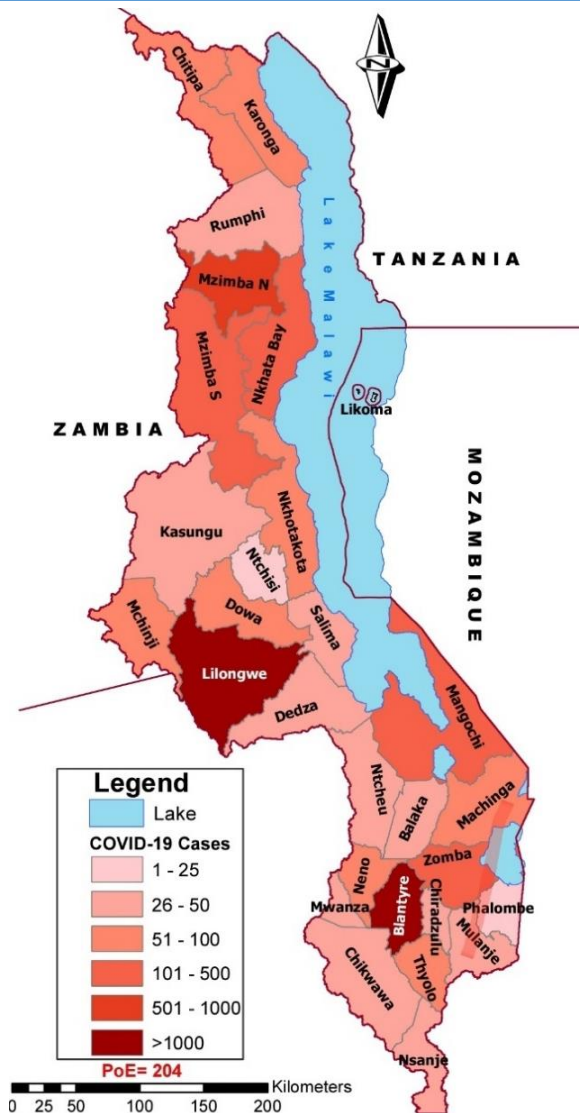 N
Chitipa
Karonga
Rumphi
Lake Malawi
TANZANIA
Mzimba N
Mzimba S
Nkhata Bay
Likoma
ZAMBIA
MOZAMBIQUE
Kasungu
Nkhotakota
Ntchisi
Mchinji
Dowa
Salima
Lilongwe
Dedza
Mangochi
Ntcheu
Balaka
Machinga
Neno
Zomba
Mwanza
Blantyre
Chiradzulu
Phalombe
Mulanje
Chikwawa
Thyolo
Nsanje
Legend
Lake
COVID-19 Cases
1 - 25
26 - 50
51 - 100
101 - 500
501 - 1000
>1000
PoE= 204
Kilometers
0 25 50 100 150 200